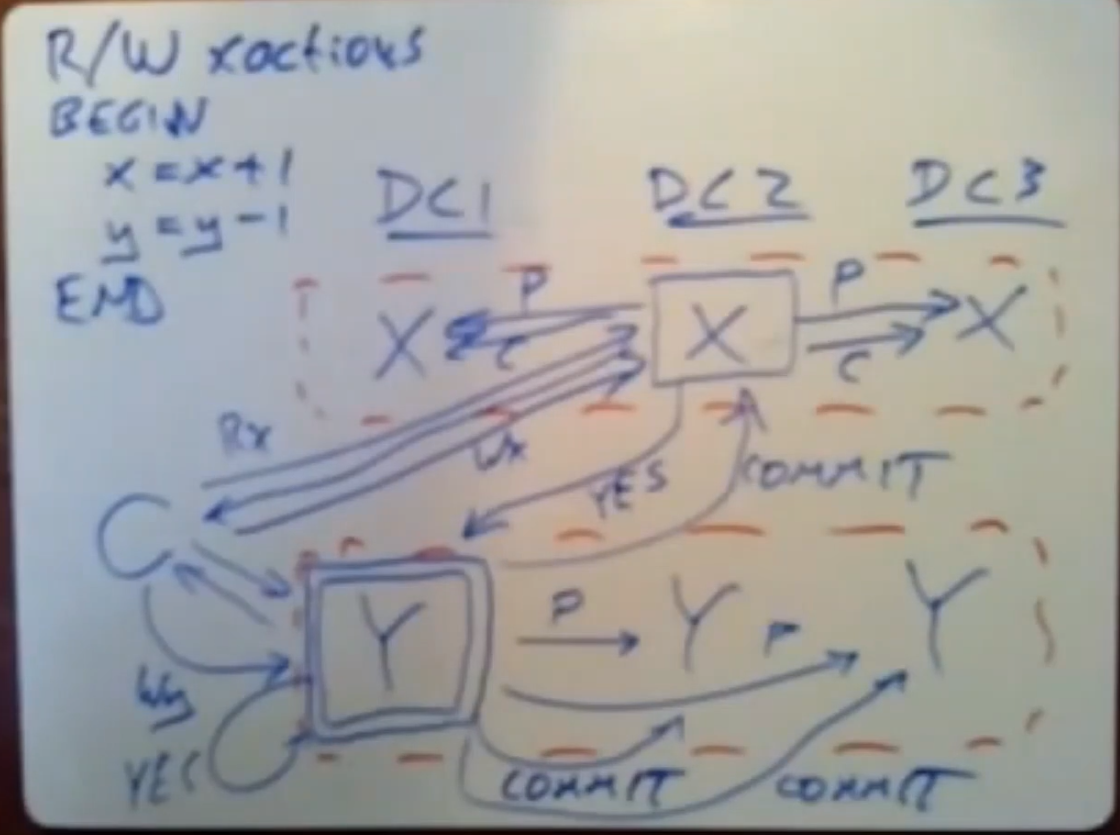 R/W xactions
BEGIN
x = x + 1
y = y - 1
END
DC1 DC2 DC3
P P
X X X
C C
Rx
Wx
YES
COMMIT
C
Y Y Y
P P
Wy
YES
COMMIT COMMIT